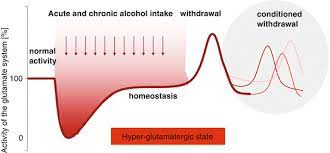 Acute and chronic alcohol intake
withdrawal
conditioned
withdrawal
normal
activity
Activity of the glutamate system [%]
100
0
homeostasis
Hyper-glutamatergic state